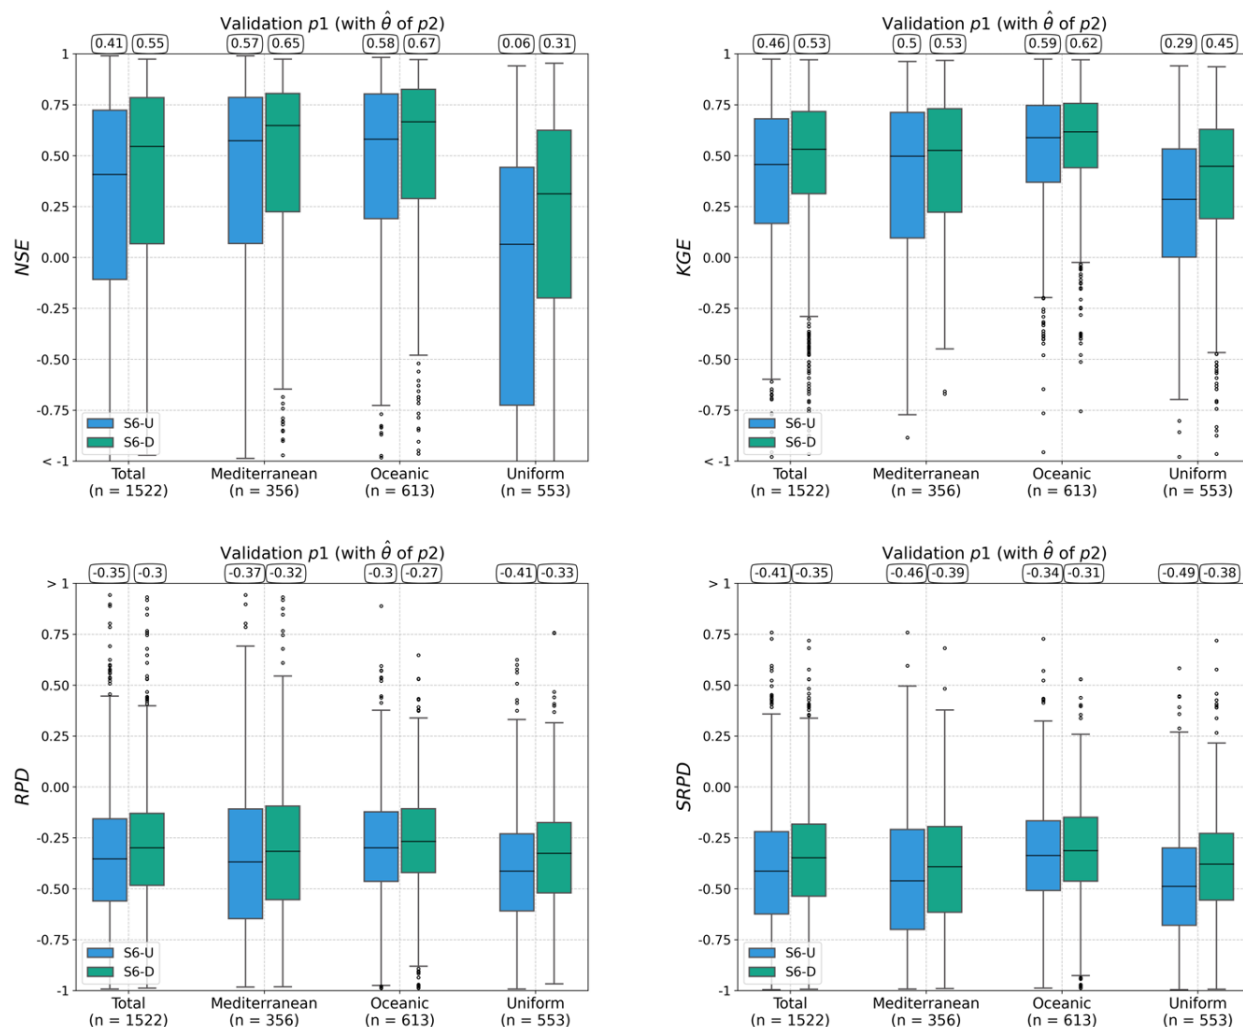 Validation p1 (with θ̂ of p2)
0.41 0.55 0.57 0.65 0.58 0.67 0.06 0.31
1
0.75
0.50
0.25
0.00
-0.25
-0.50
-0.75
< -1
NSE
S6-U
S6-D
Total Mediterranean Oceanic Uniform
(n = 1522) (n = 356) (n = 613) (n = 553)
Validation p1 (with θ̂ of p2)
0.46 0.53 0.5 0.53 0.59 0.62 0.29 0.45
1
0.75
0.50
0.25
0.00
-0.25
-0.50
-0.75
< -1
KGE
S6-U
S6-D
Total Mediterranean Oceanic Uniform
(n = 1522) (n = 356) (n = 613) (n = 553)
Validation p1 (with θ̂ of p2)
-0.35 -0.3 -0.37 -0.32 -0.3 -0.27 -0.41 -0.33
> 1
0.75
0.50
0.25
0.00
-0.25
-0.50
-0.75
-1
RPD
S6-U
S6-D
Total Mediterranean Oceanic Uniform
(n = 1522) (n = 356) (n = 613) (n = 553)
Validation p1 (with θ̂ of p2)
-0.41 -0.35 -0.46 -0.39 -0.34 -0.31 -0.49 -0.38
> 1
0.75
0.50
0.25
0.00
-0.25
-0.50
-0.75
-1
SRPD
S6-U
S6-D
Total Mediterranean Oceanic Uniform
(n = 1522) (n = 356) (n = 613) (n = 553)